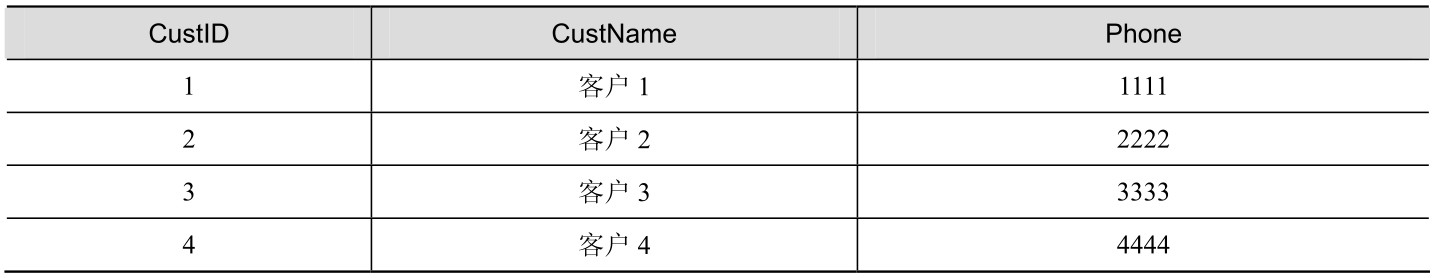 CustID CustName Phone
1 客户 1 1111
2 客户 2 2222
3 客户 3 3333
4 客户 4 4444